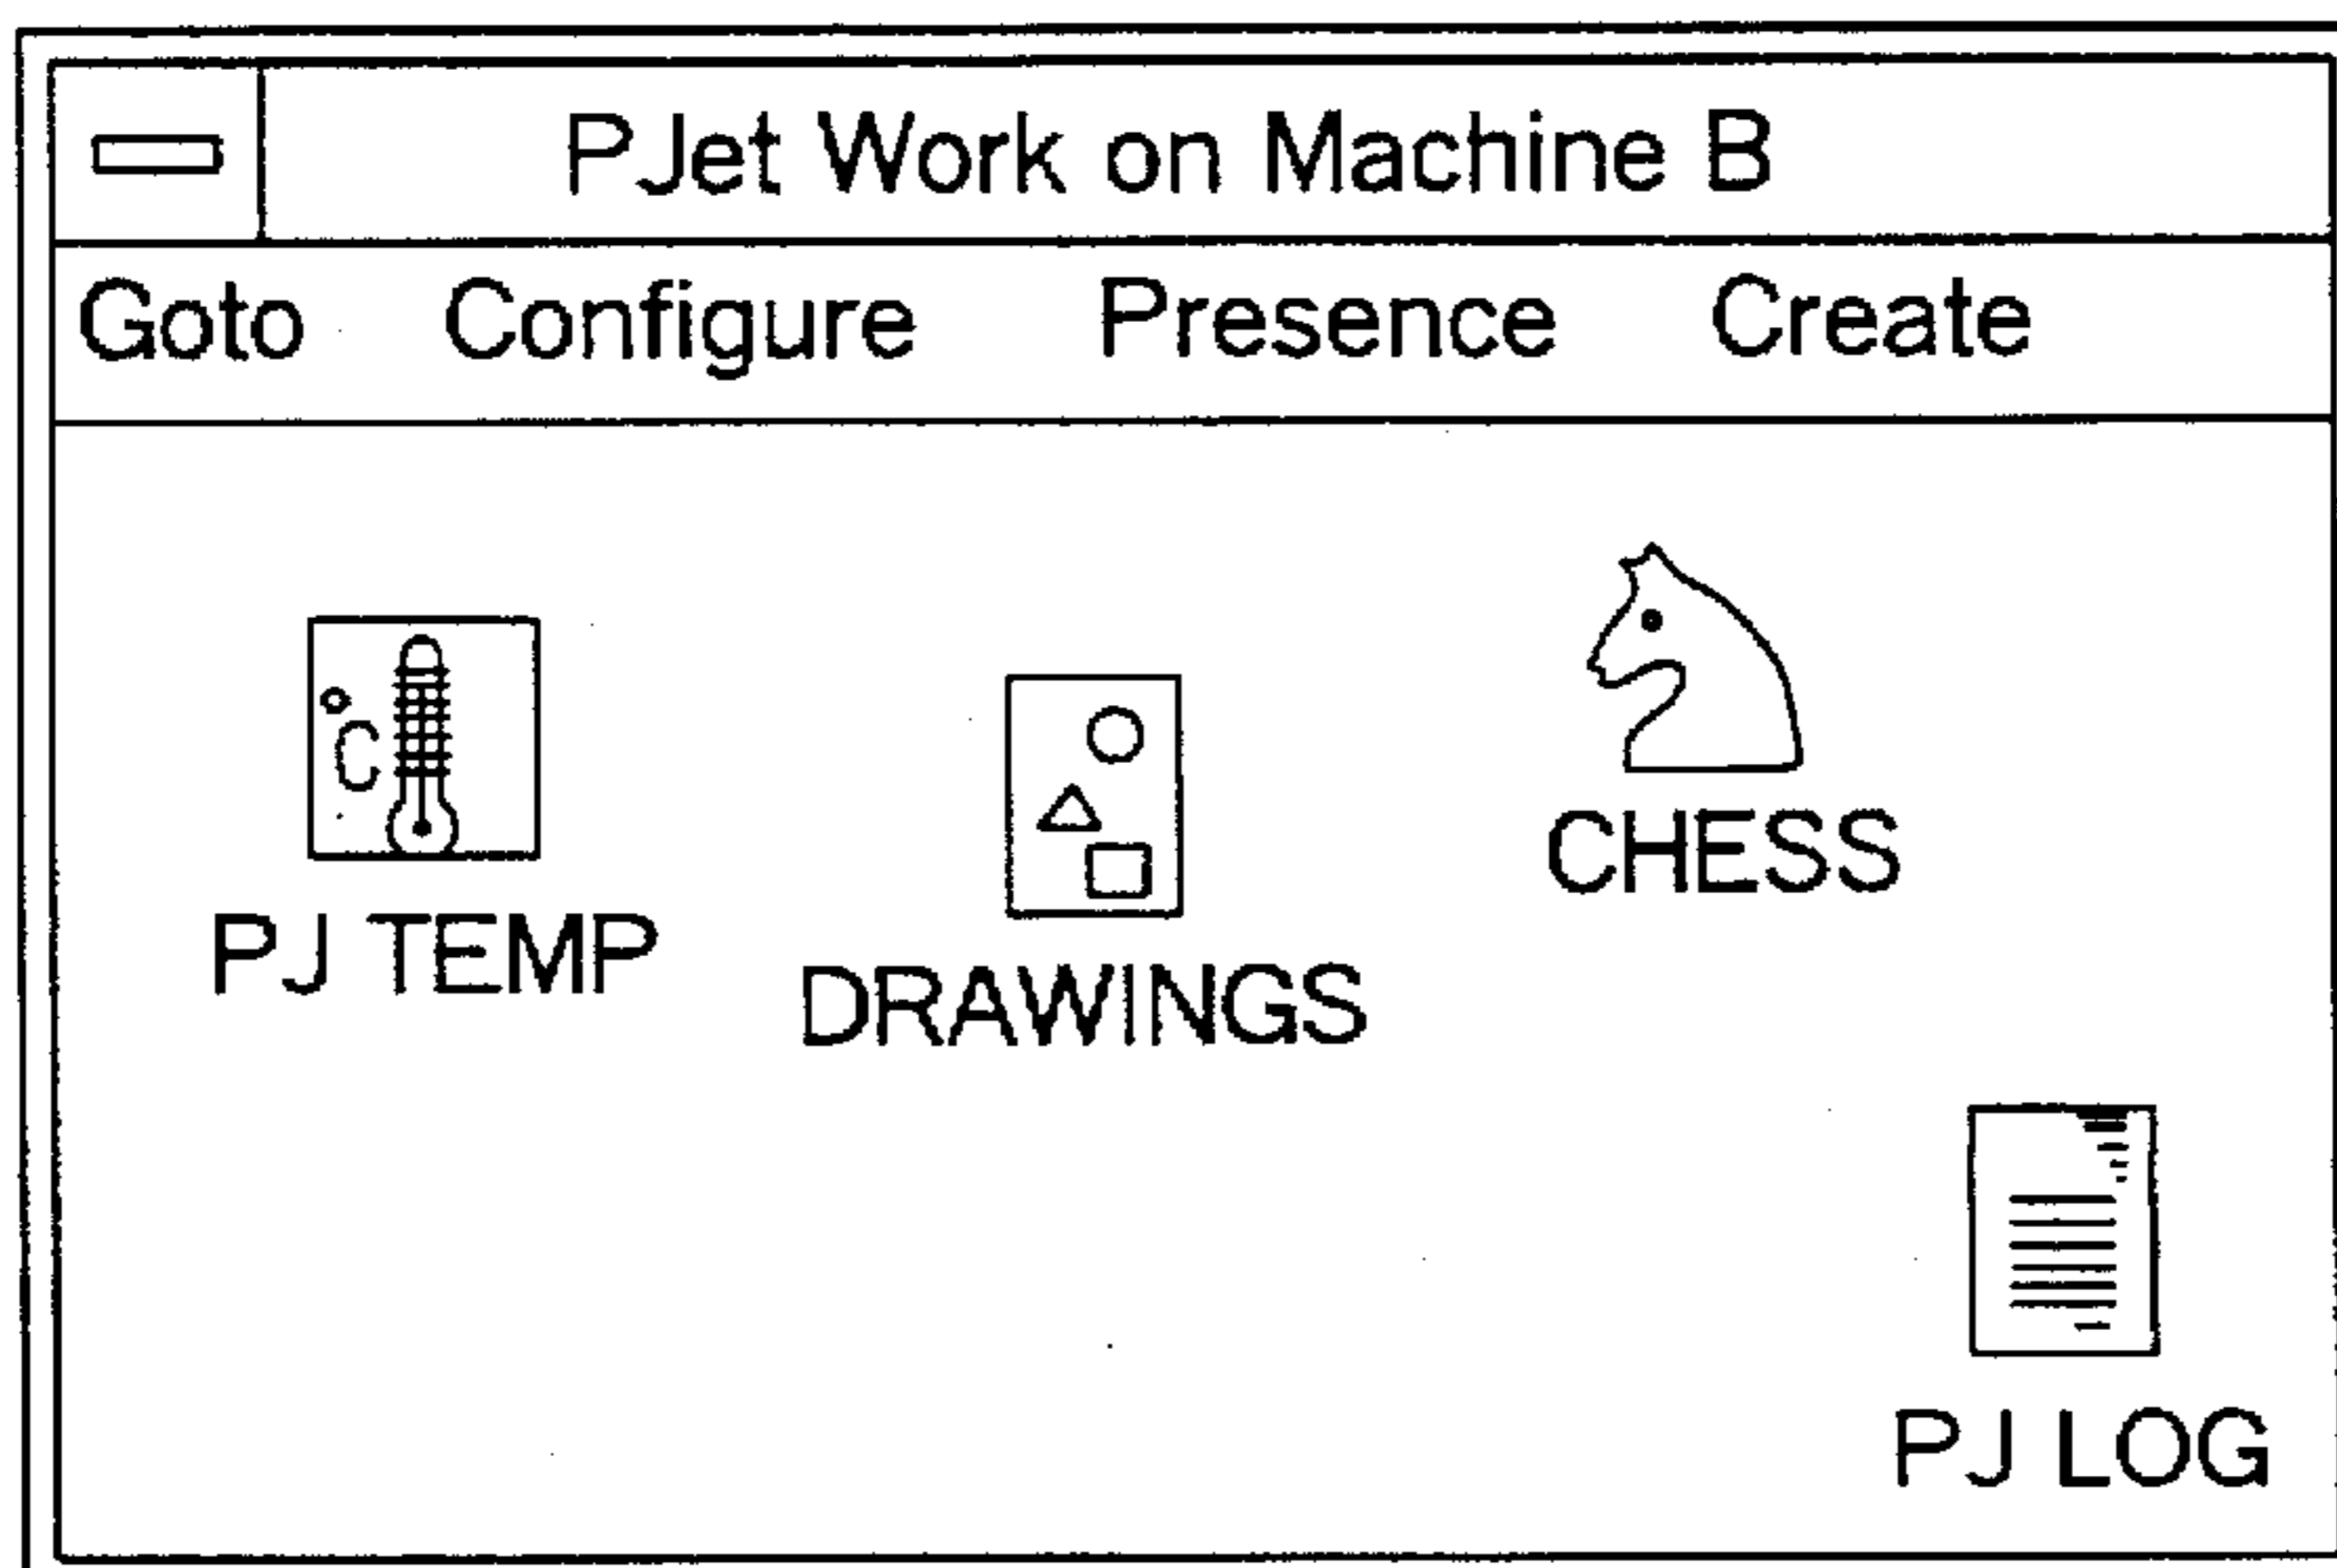 PJet Work on Machine B
Goto Configure Presence Create
°C
PJ TEMP
DRAWINGS
CHESS
PJ LOG